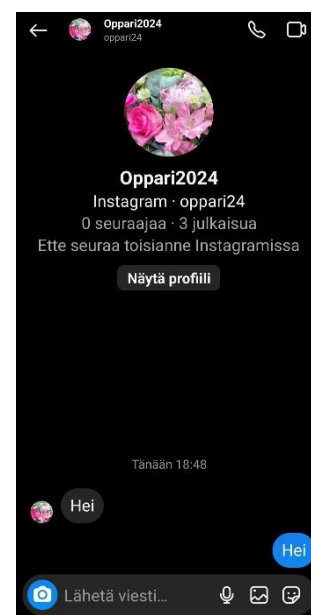 Oppari2024
oppari24
Oppari2024
Instagram · oppari24
0 seuraajaa · 3 julkaisua
Ette seuraa toisianne Instagramissa
Näytä profiili
Tänään 18:48
Hei
Hei
Lähetä viesti...